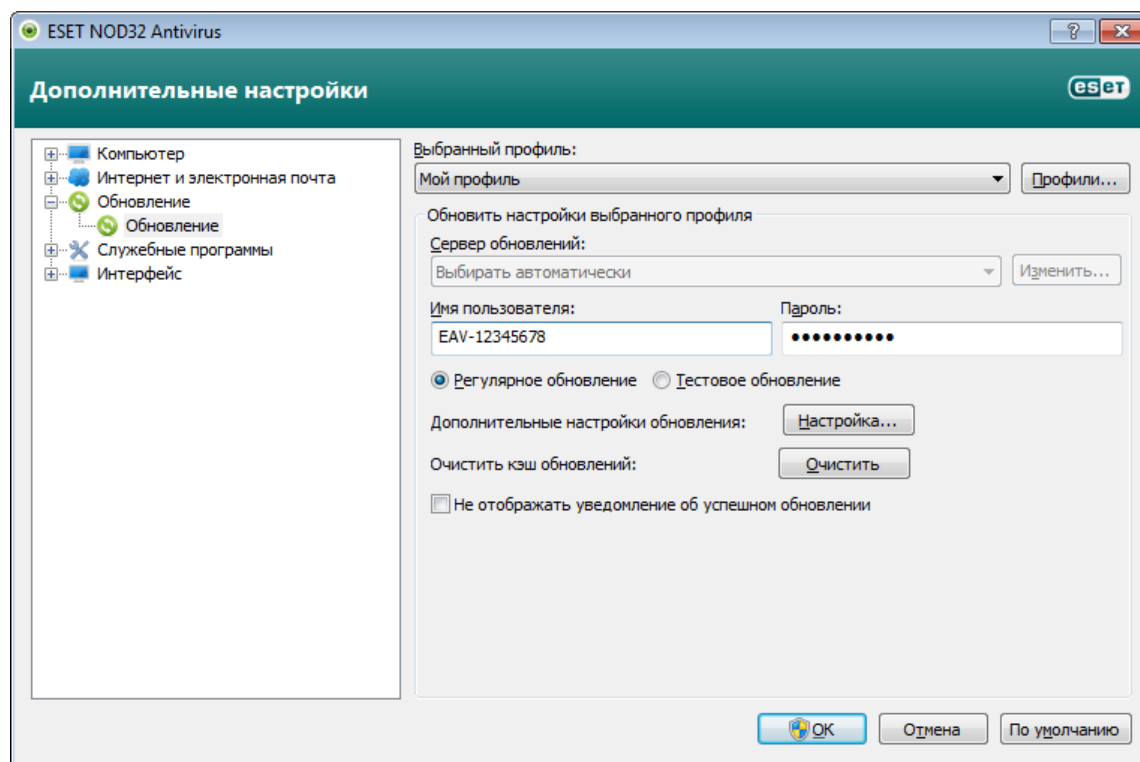 ESET NOD32 Antivirus
?
Дополнительные настройки
eset
Компьютер
Интернет и электронная почта
Обновление
Обновление
Служебные программы
Интерфейс
Выбранный профиль:
Мой профиль
Профили...
Обновить настройки выбранного профиля
Сервер обновлений:
Выбирать автоматически
Изменить...
Имя пользователя:
Пароль:
EAV-12345678
••••••••••
Регулярное обновление
Тестовое обновление
Дополнительные настройки обновления:
Настройка...
Очистить кэш обновлений:
Очистить
Не отображать уведомление об успешном обновлении
OK
Отмена
По умолчанию